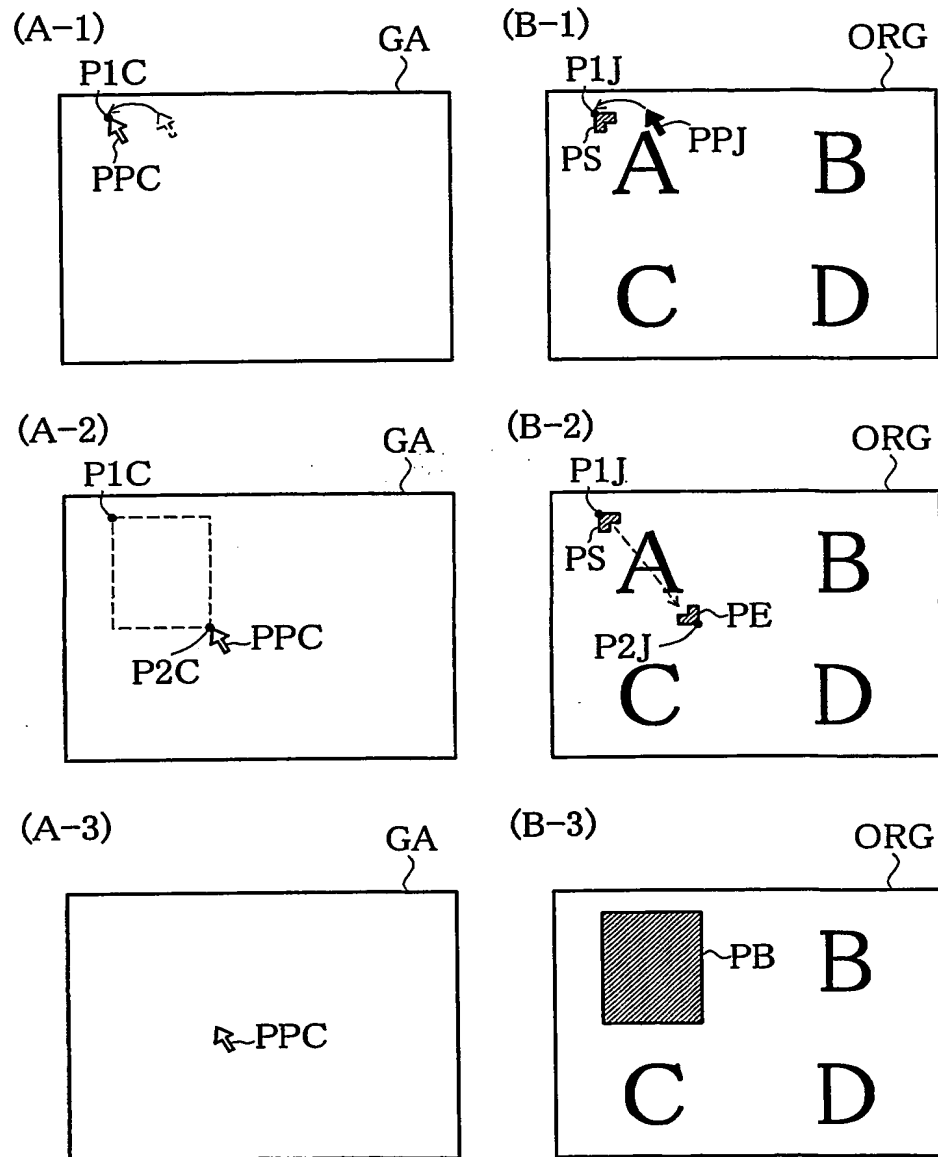 (A-1)
GA
P1C
PPC
(B-1)
ORG
P1J
PS
PPJ
A
B
C
D
(A-2)
GA
P1C
P2C
PPC
(B-2)
ORG
P1J
PS
A
B
PE
P2J
C
D
(A-3)
GA
PPC
(B-3)
ORG
PB
B
C
D